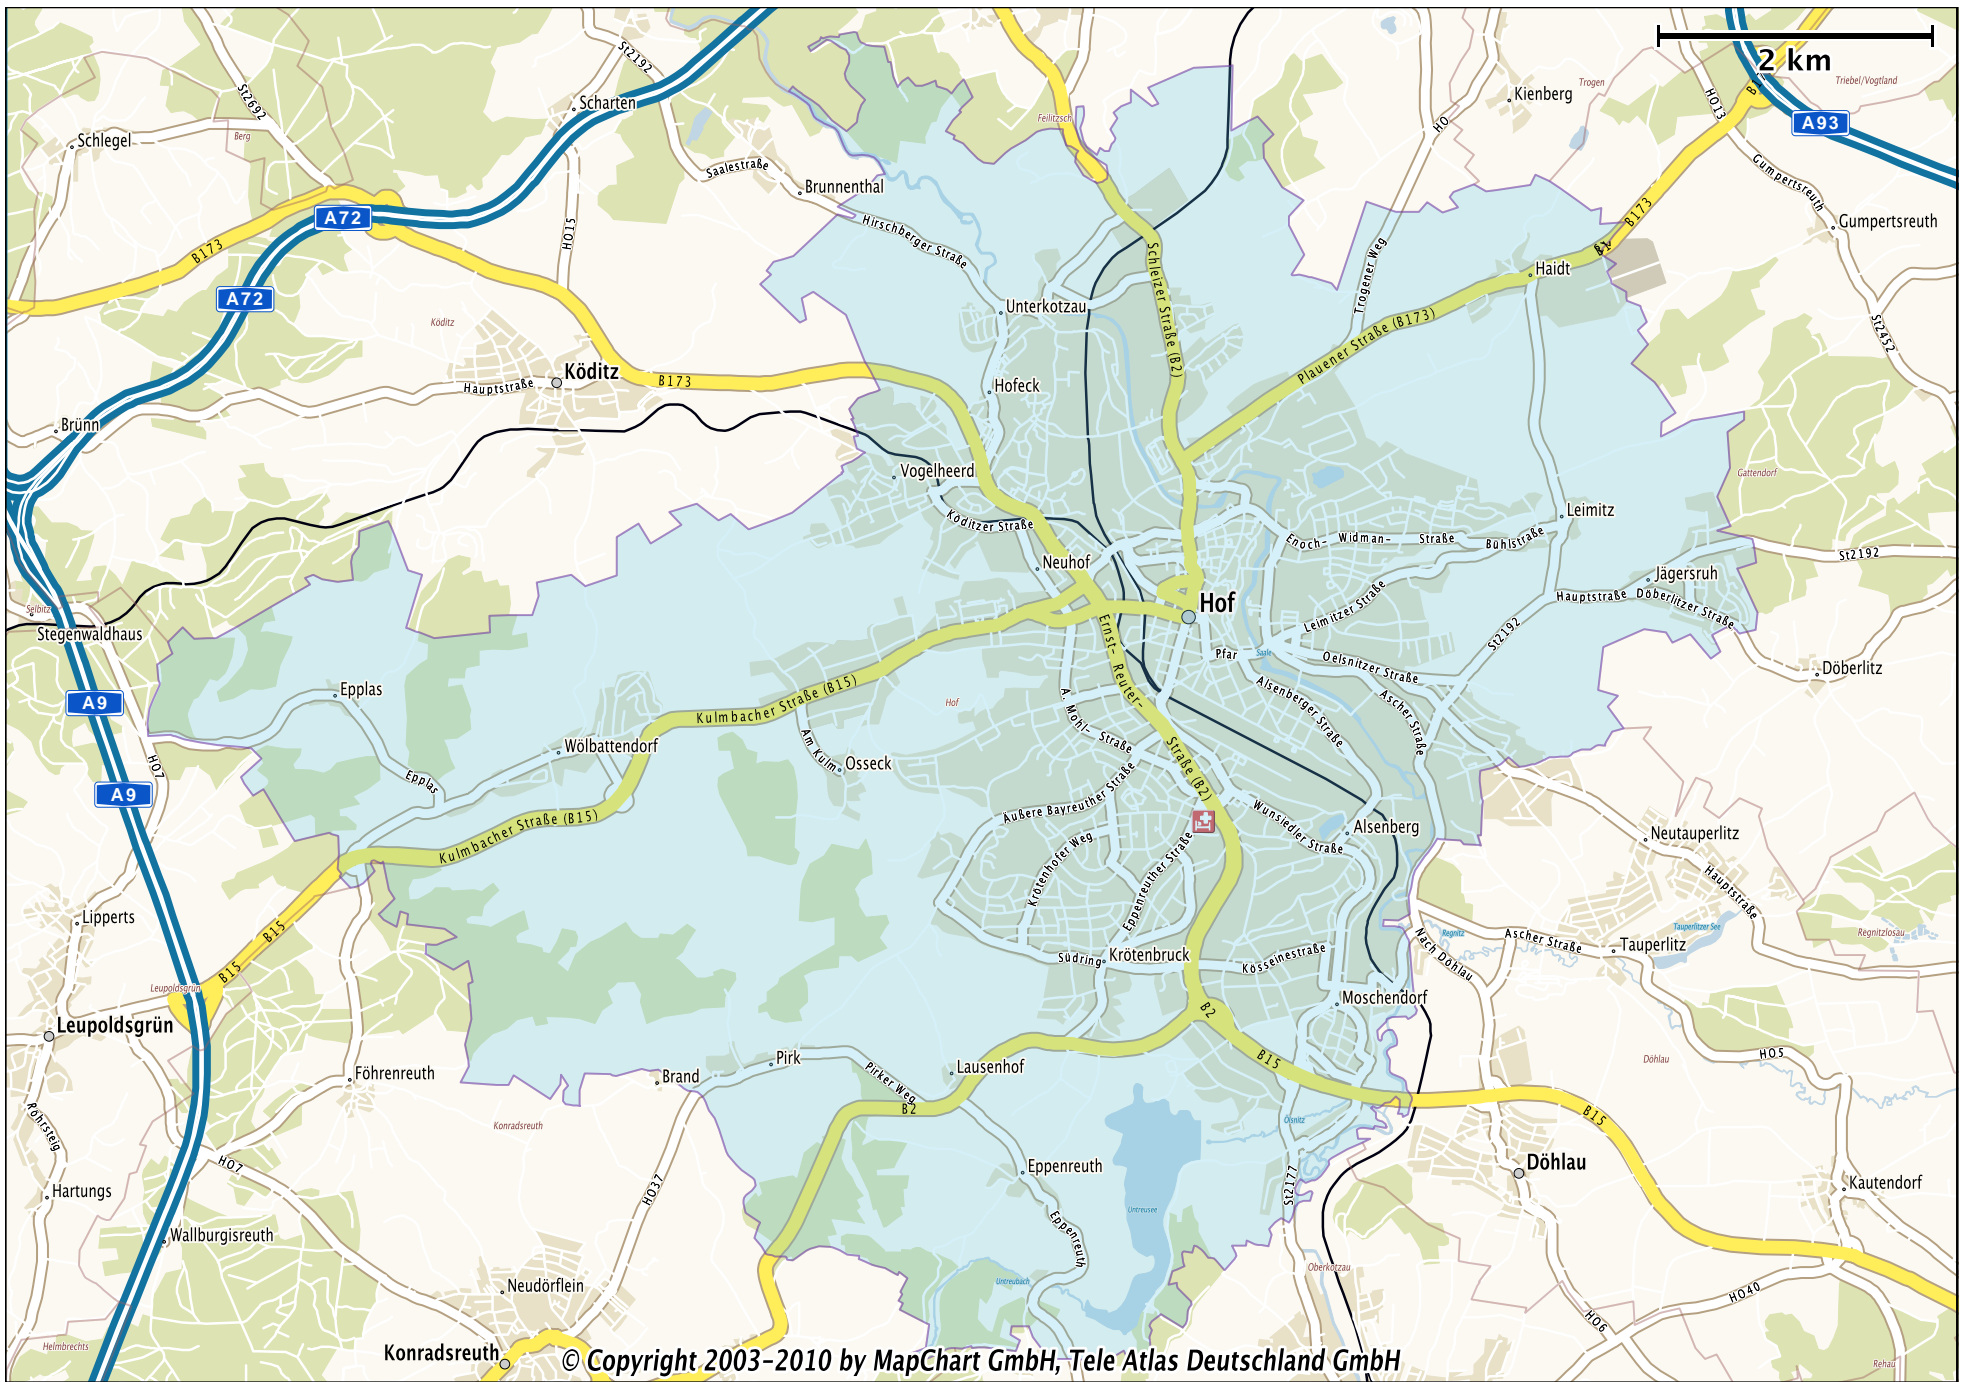 2 km
St2192
Kienberg
Trogen
Triebel/Vogtland
St2692
Scharten
HO13
B1
A93
Feilitzsch
HO
Schlegel
Berg
Saalestraße
Brunnenthal
Gumpertsreuth
A72
HO15
B173
Hirschberger Straße
Schleizer Straße (B2)
Trogener Weg
B173
Gumpertsreuth
Haidt
A72
Unterkotzau
Köditz
Plauener Straße (B173)
St2452
Köditz
Hauptstraße
B173
Hofeck
Brünn
Vogelheerd
Gattendorf
Köditzer Straße
Leimitz
Enoch- Widman- Straße
Bühlstraße
St2192
Neuhof
Jägersruh
Leimitzer Straße
Hauptstraße
Döberlitzer Straße
Hof
Selbitz
Stegenwaldhaus
Ernst- Reuter- Straße (B2)
Pfar
Saale
St2192
Oelsnitzer Straße
Döberlitz
Epplas
A9
Kulmbacher Straße (B15)
Hof
A. Mohl- Straße
Alsenberger Straße
Ascher Straße
Wölbattendorf
Am Kulm
Osseck
HO7
Epplas
A9
Äußere Bayreuther Straße
Wunsiedler Straße
Alsenberg
Neutauperlitz
Kulmbacher Straße (B15)
Krötenhofer Weg
Eppenreuther Straße
Hauptstraße
Lipperts
B15
Regnitz
Tauperlitzer See
Regnitzlosau
Nach Döhlau
Ascher Straße
Tauperlitz
B15
Südring
Krötenbruck
Kösseinestraße
Leupoldsgrün
Moschendorf
Leupoldsgrün
B2
B15
Döhlau
HO5
Föhrenreuth
Brand
Pirk
Pirker Weg
Lausenhof
B2
Röhrsteig
Konradsreuth
Ölsnitz
B15
HO7
HO37
Eppenreuth
St2177
Döhlau
Kautendorf
Hartungs
Untreusee
Wallburgisreuth
Eppenreuth
Oberkotzau
Neudörflein
Untreubach
HO40
HO6
Helmbrechts
Konradsreuth
Rehau
© Copyright 2003-2010 by MapChart GmbH, Tele Atlas Deutschland GmbH